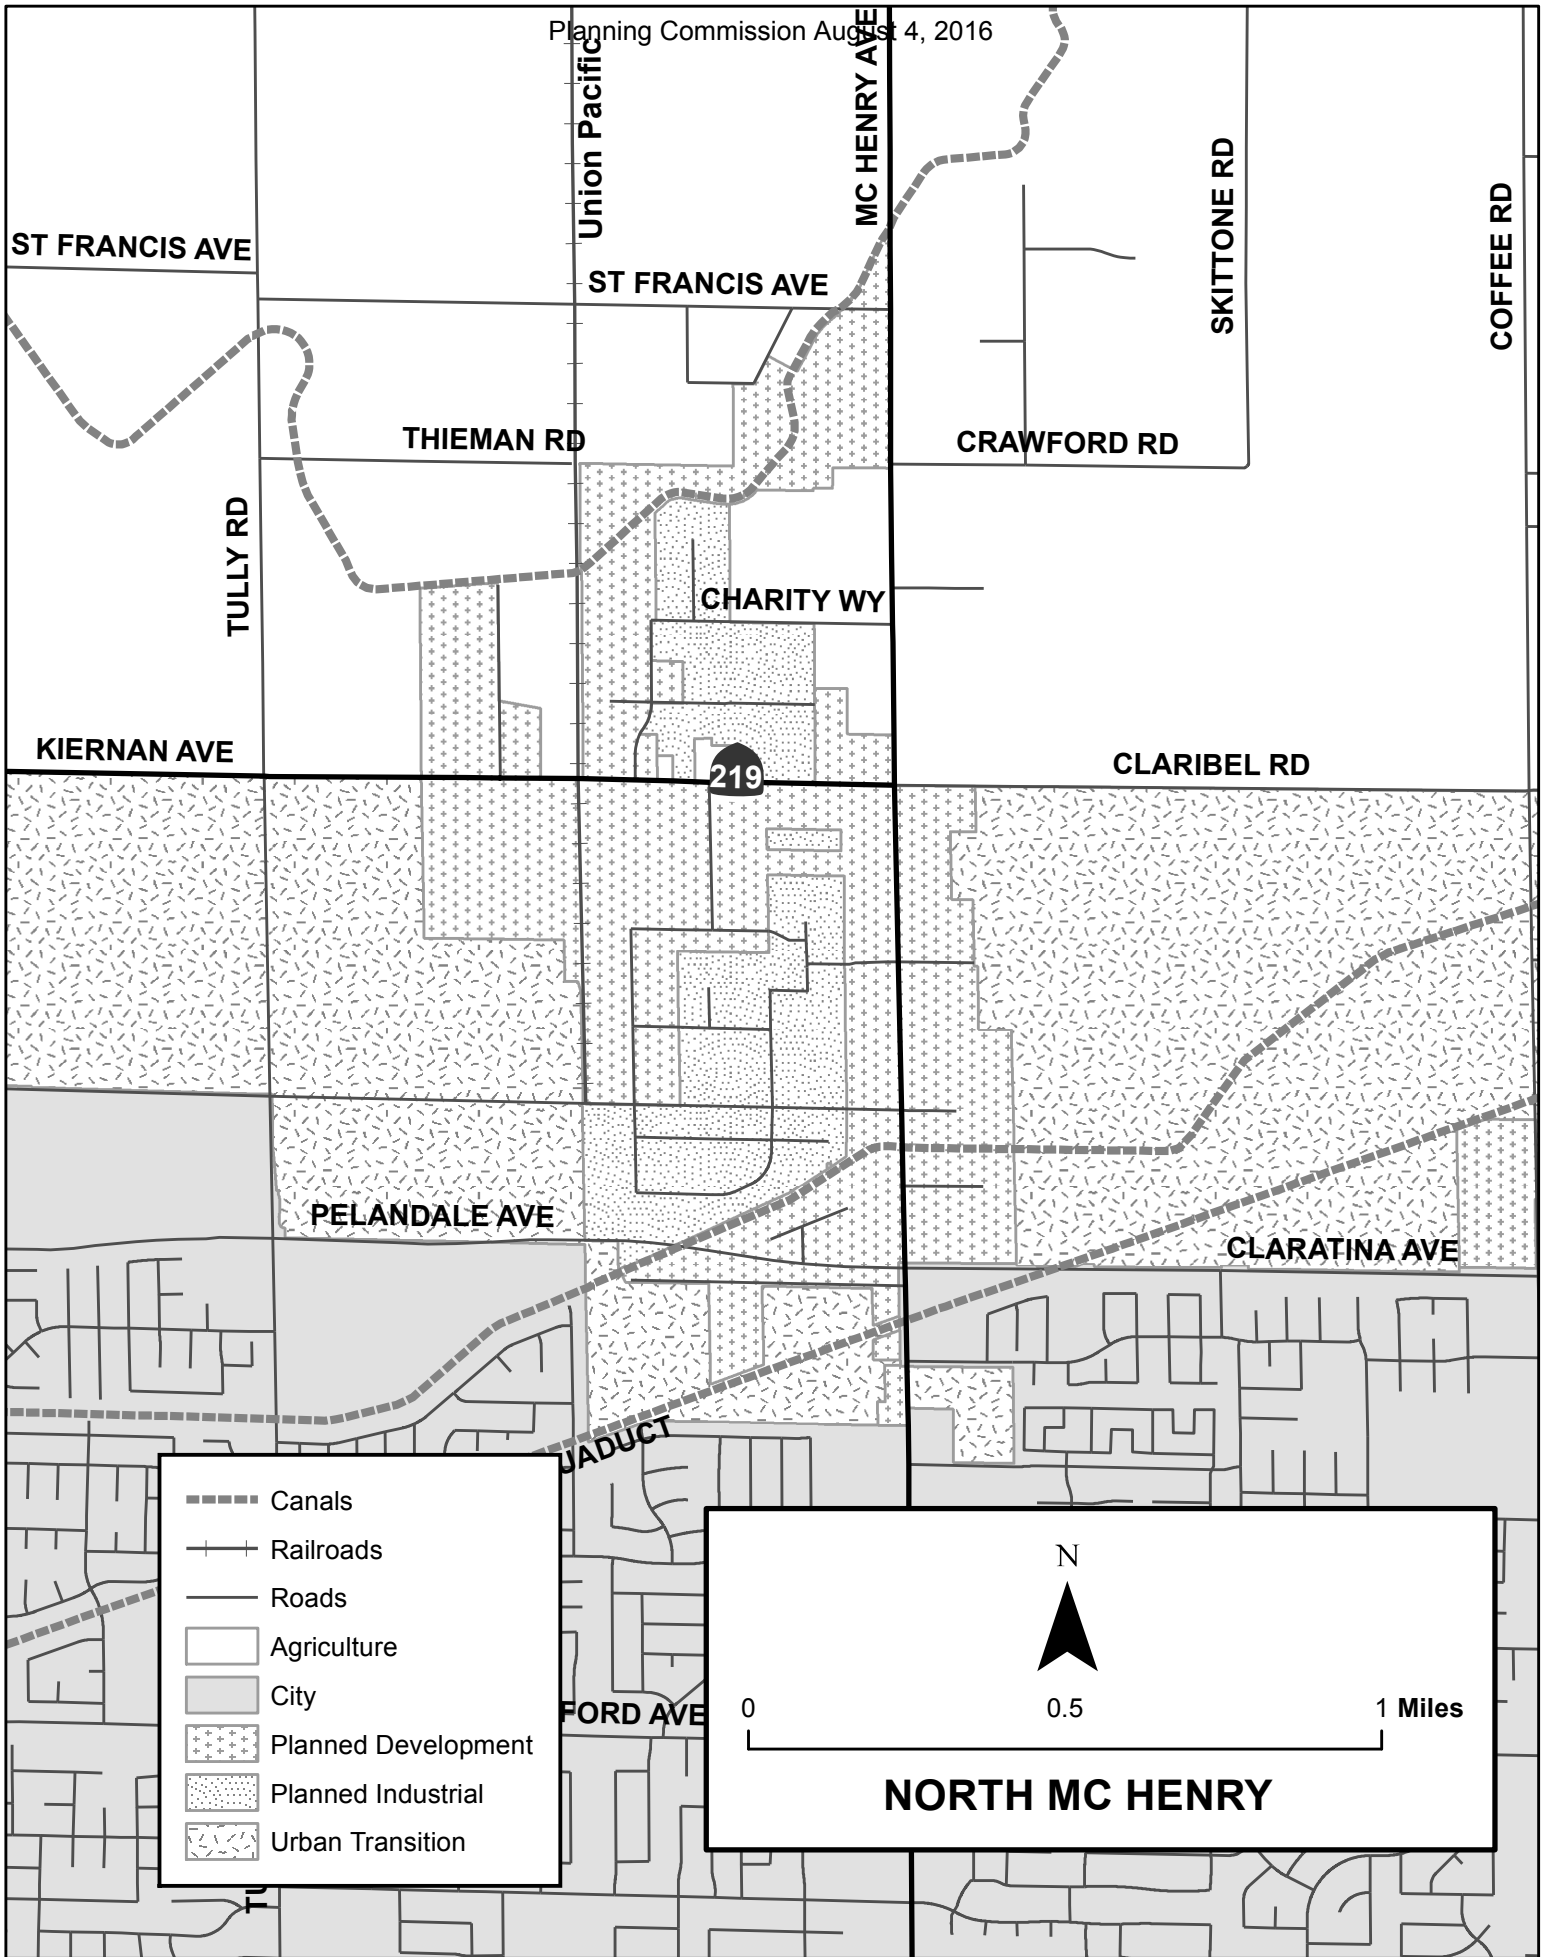 Planning Commission August 4, 2016
Union Pacific
MC HENRY AVE
SKITTONE RD
COFFEE RD
ST FRANCIS AVE
ST FRANCIS AVE
THIEMAN RD
CRAWFORD RD
TULLY RD
CHARITY WY
KIERNAN AVE
219
CLARIBEL RD
PELANDALE AVE
CLARATINA AVE
UADUCT
FORD AVE
TU
Canals
Railroads
Roads
Agriculture
City
Planned Development
Planned Industrial
Urban Transition
N
0 0.5 1 Miles
NORTH MC HENRY